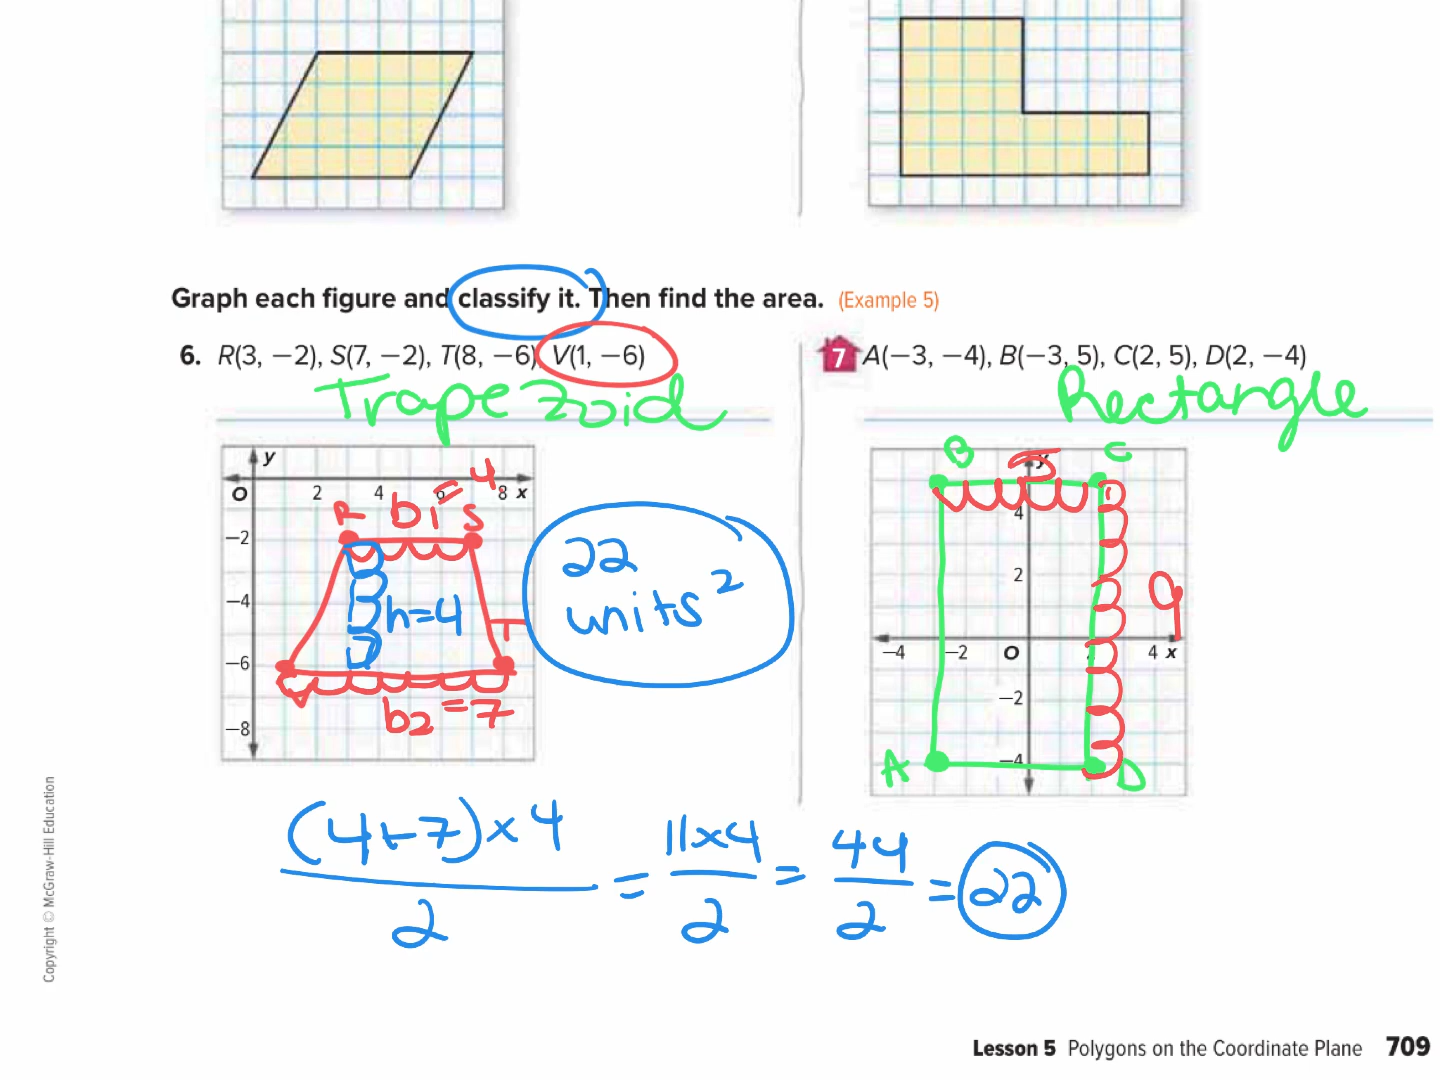 Graph each figure and classify it. Then find the area. (Example 5)
6. R(3, −2), S(7, −2), T(8, −6), V(1, −6)
Trapezoid
y
O 2 4 6 8 x
−2
−4
−6
−8
R b1 = 4 S
h=4
T
V
b2 = 7
22
units²
(4+7)×4
2
= 11×4
2
= 44
2
= 22
7 A(−3, −4), B(−3, 5), C(2, 5), D(2, −4)
Rectangle
B 5 y C
4
2
9
−4 −2 O 4 x
−2
−4
A D
Copyright © McGraw-Hill Education
Lesson 5 Polygons on the Coordinate Plane 709